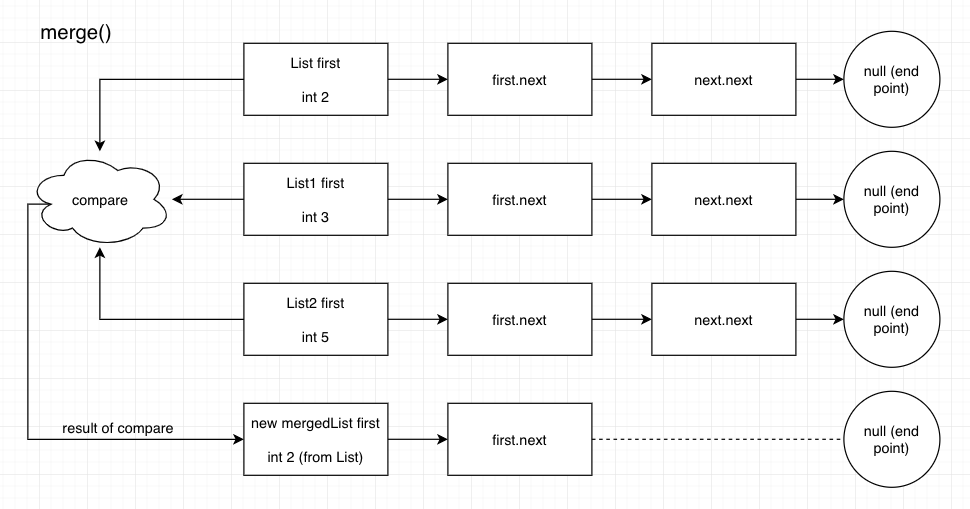 merge()
List first
int 2
first.next
next.next
null (end
point)
compare
List1 first
int 3
first.next
next.next
null (end
point)
List2 first
int 5
first.next
next.next
null (end
point)
result of compare
new mergedList first
int 2 (from List)
first.next
null (end
point)